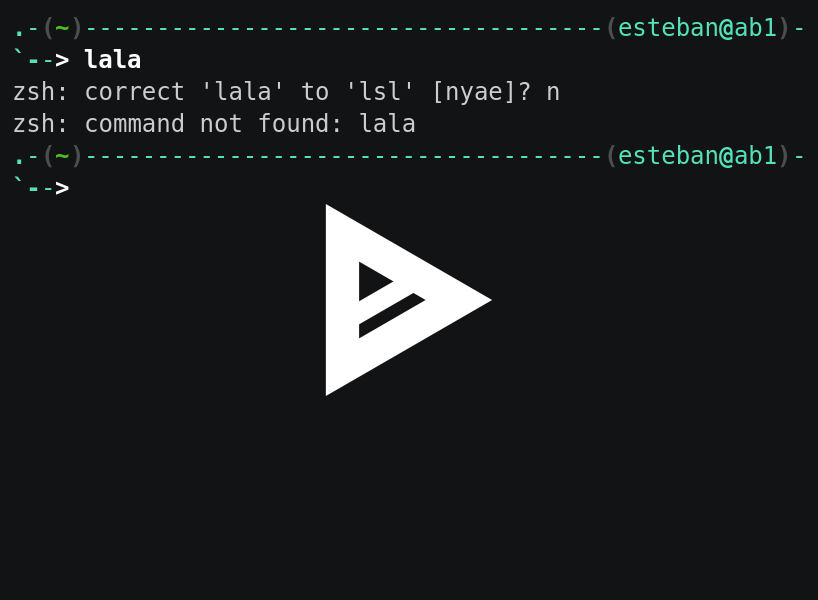 .-(~)------------------------------------(esteban@ab1)-
`--> lala
zsh: correct 'lala' to 'lsl' [nyae]? n
zsh: command not found: lala
.-(~)------------------------------------(esteban@ab1)-
`-->